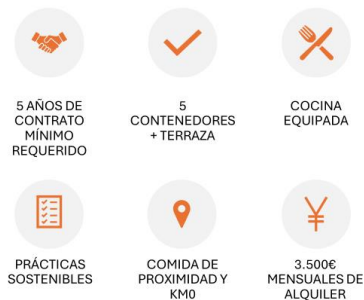 5 AÑOS DE
CONTRATO
MÍNIMO
REQUERIDO
5
CONTENEDORES
+ TERRAZA
COCINA
EQUIPADA
PRÁCTICAS
SOSTENIBLES
COMIDA DE
PROXIMIDAD Y
KM0
¥
3.500€
MENSUALES DE
ALQUILER